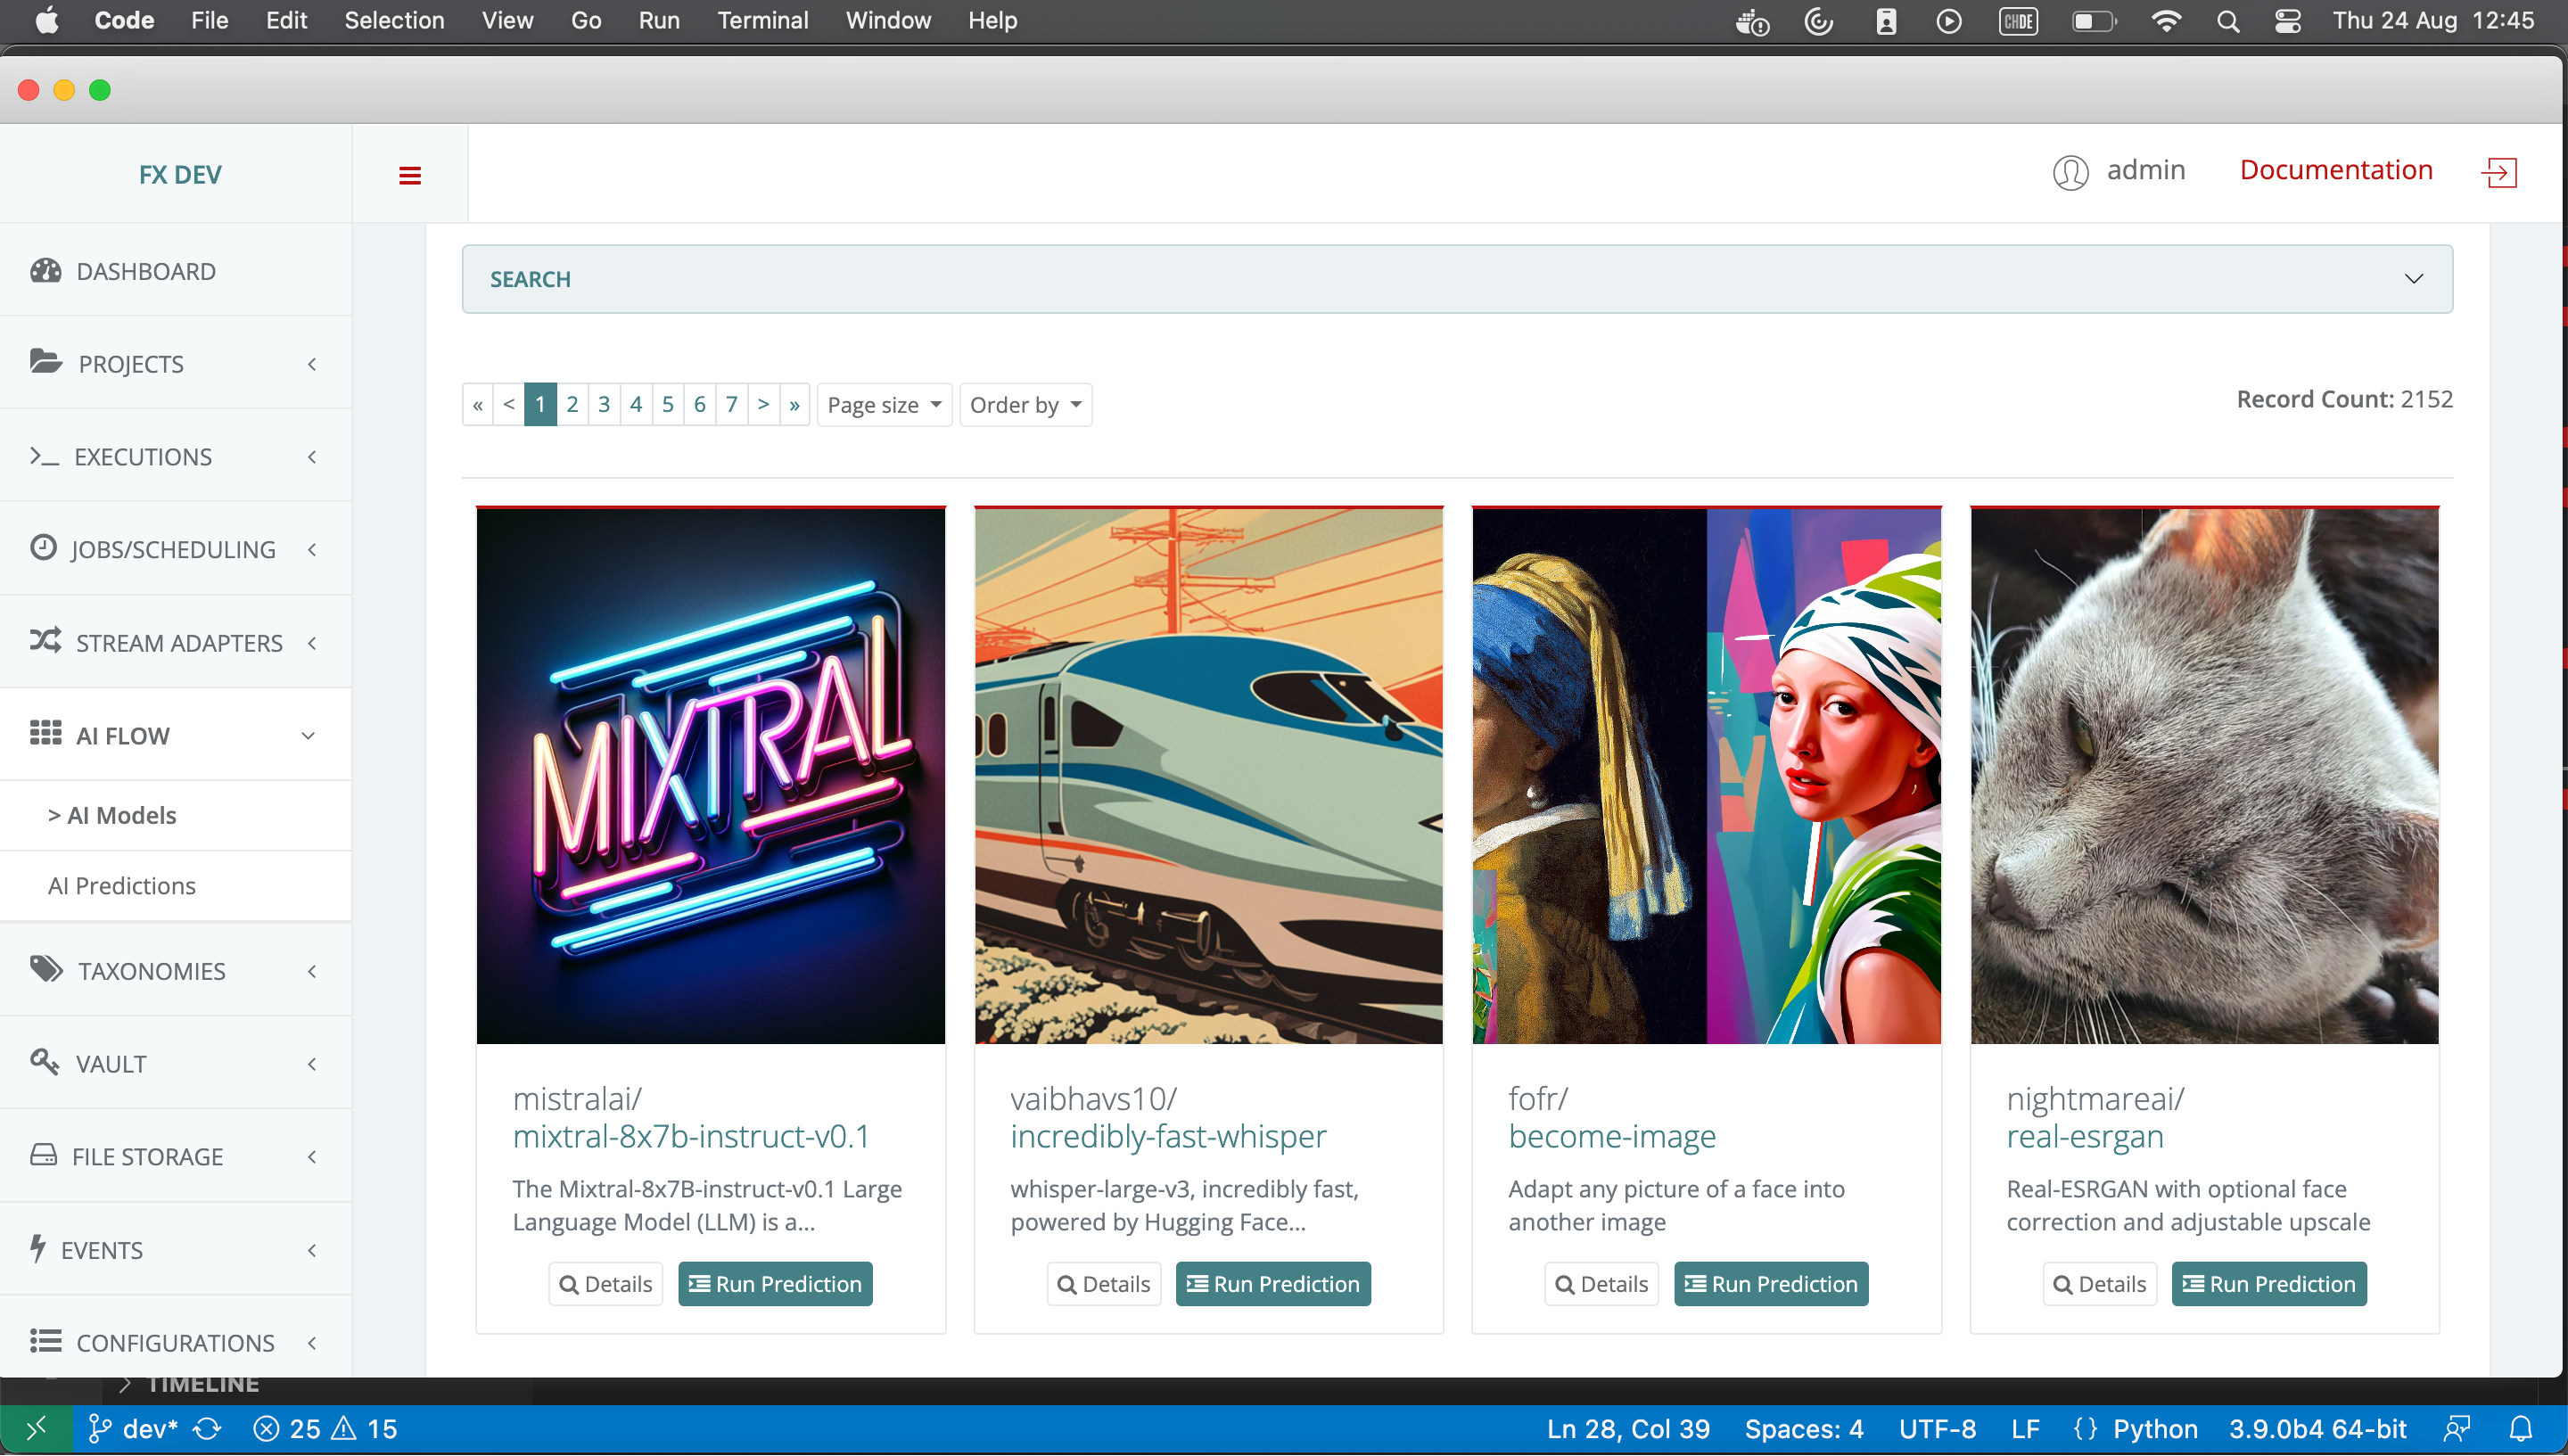 Code File Edit Selection View Go Run Terminal Window Help CHDE Thu 24 Aug 12:45
FX DEV
admin Documentation
DASHBOARD
PROJECTS
EXECUTIONS
JOBS/SCHEDULING
STREAM ADAPTERS
AI FLOW
> AI Models
AI Predictions
TAXONOMIES
VAULT
FILE STORAGE
EVENTS
CONFIGURATIONS
SEARCH
« < 1 2 3 4 5 6 7 > » Page size Order by
Record Count: 2152
MIXTRAL
mistralai/
mixtral-8x7b-instruct-v0.1
The Mixtral-8x7B-instruct-v0.1 Large
Language Model (LLM) is a...
Details Run Prediction
vaibhavs10/
incredibly-fast-whisper
whisper-large-v3, incredibly fast,
powered by Hugging Face...
Details Run Prediction
fofr/
become-image
Adapt any picture of a face into
another image
Details Run Prediction
nightmareai/
real-esrgan
Real-ESRGAN with optional face
correction and adjustable upscale
Details Run Prediction
TIMELINE
dev* 25 15
Ln 28, Col 39 Spaces: 4 UTF-8 LF {} Python 3.9.0b4 64-bit